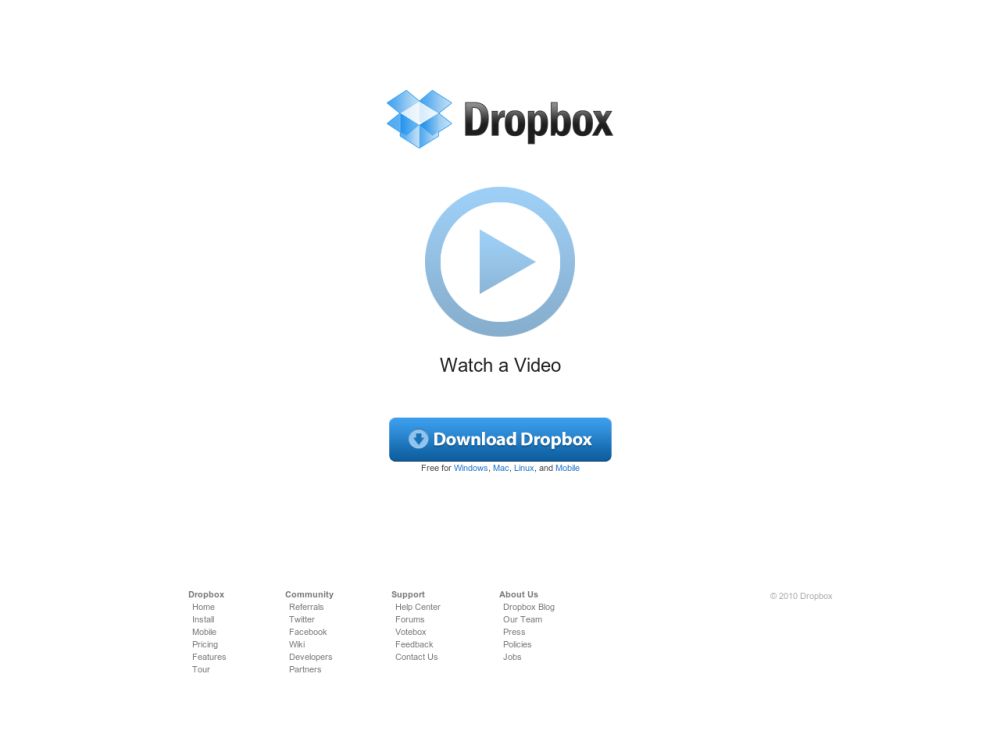 Dropbox
Watch a Video
Download Dropbox
Free for Windows, Mac, Linux, and Mobile
Dropbox
Home
Install
Mobile
Pricing
Features
Tour
Community
Referrals
Twitter
Facebook
Wiki
Developers
Partners
Support
Help Center
Forums
Votebox
Feedback
Contact Us
About Us
Dropbox Blog
Our Team
Press
Policies
Jobs
© 2010 Dropbox